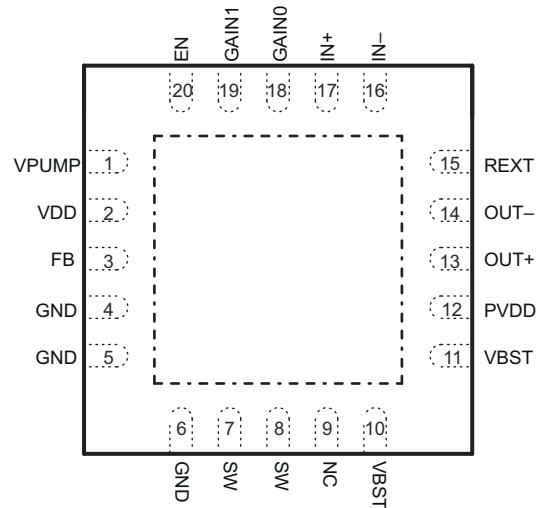 EN GAIN1 GAIN0 IN+ IN–
20 19 18 17 16
VPUMP 1 15 REXT
VDD 2 14 OUT–
FB 3 13 OUT+
GND 4 12 PVDD
GND 5 11 VBST
6 7 8 9 10
GND SW SW NC VBST